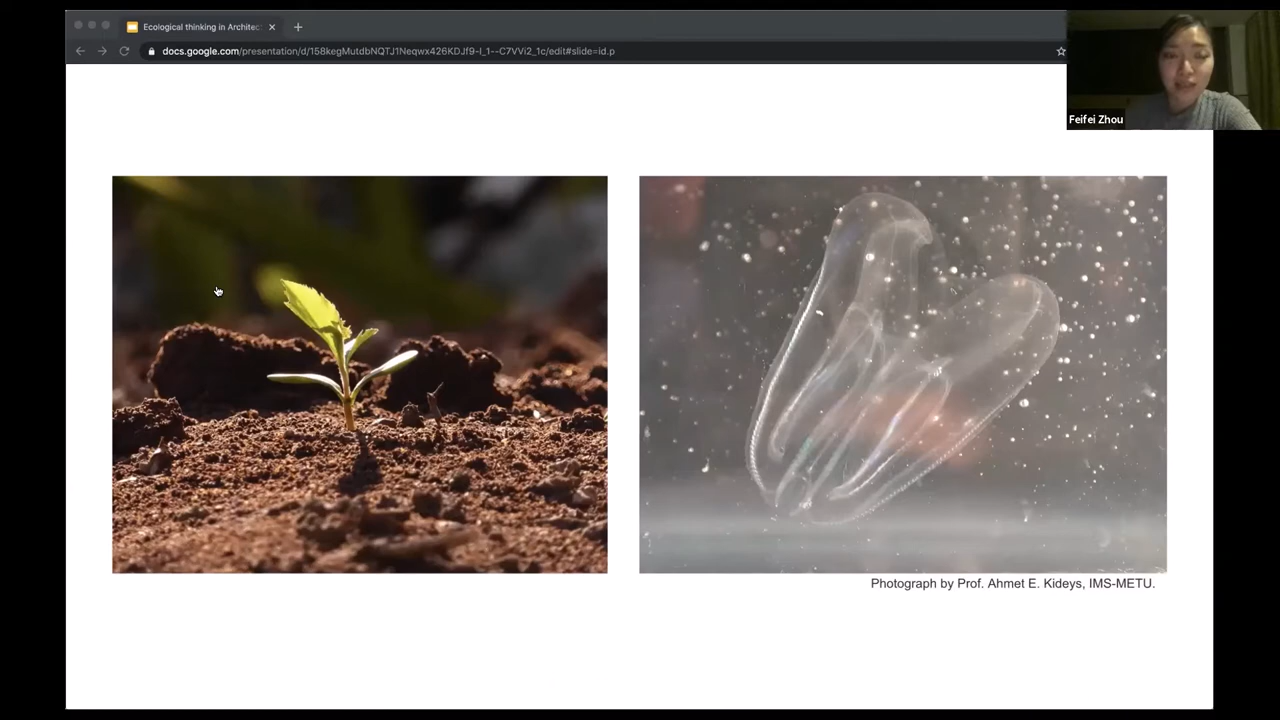 Ecological thinking in Architec
docs.google.com/presentation/d/158kegMutdbNQTJ1Neqwx426KDJf9-I_1--C7VVi2_1c/edit#slide=id.p
Feifei Zhou
Photograph by Prof. Ahmet E. Kideys, IMS-METU.